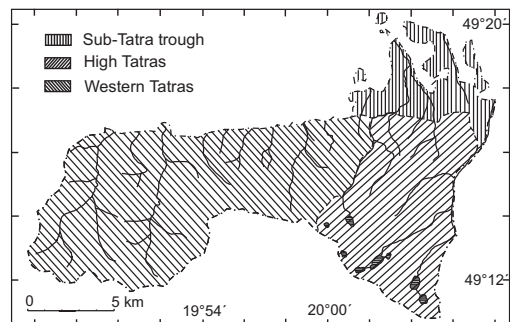 49°20´
Sub-Tatra trough
High Tatras
Western Tatras
49°12´
0 5 km
19°54´ 20°00´